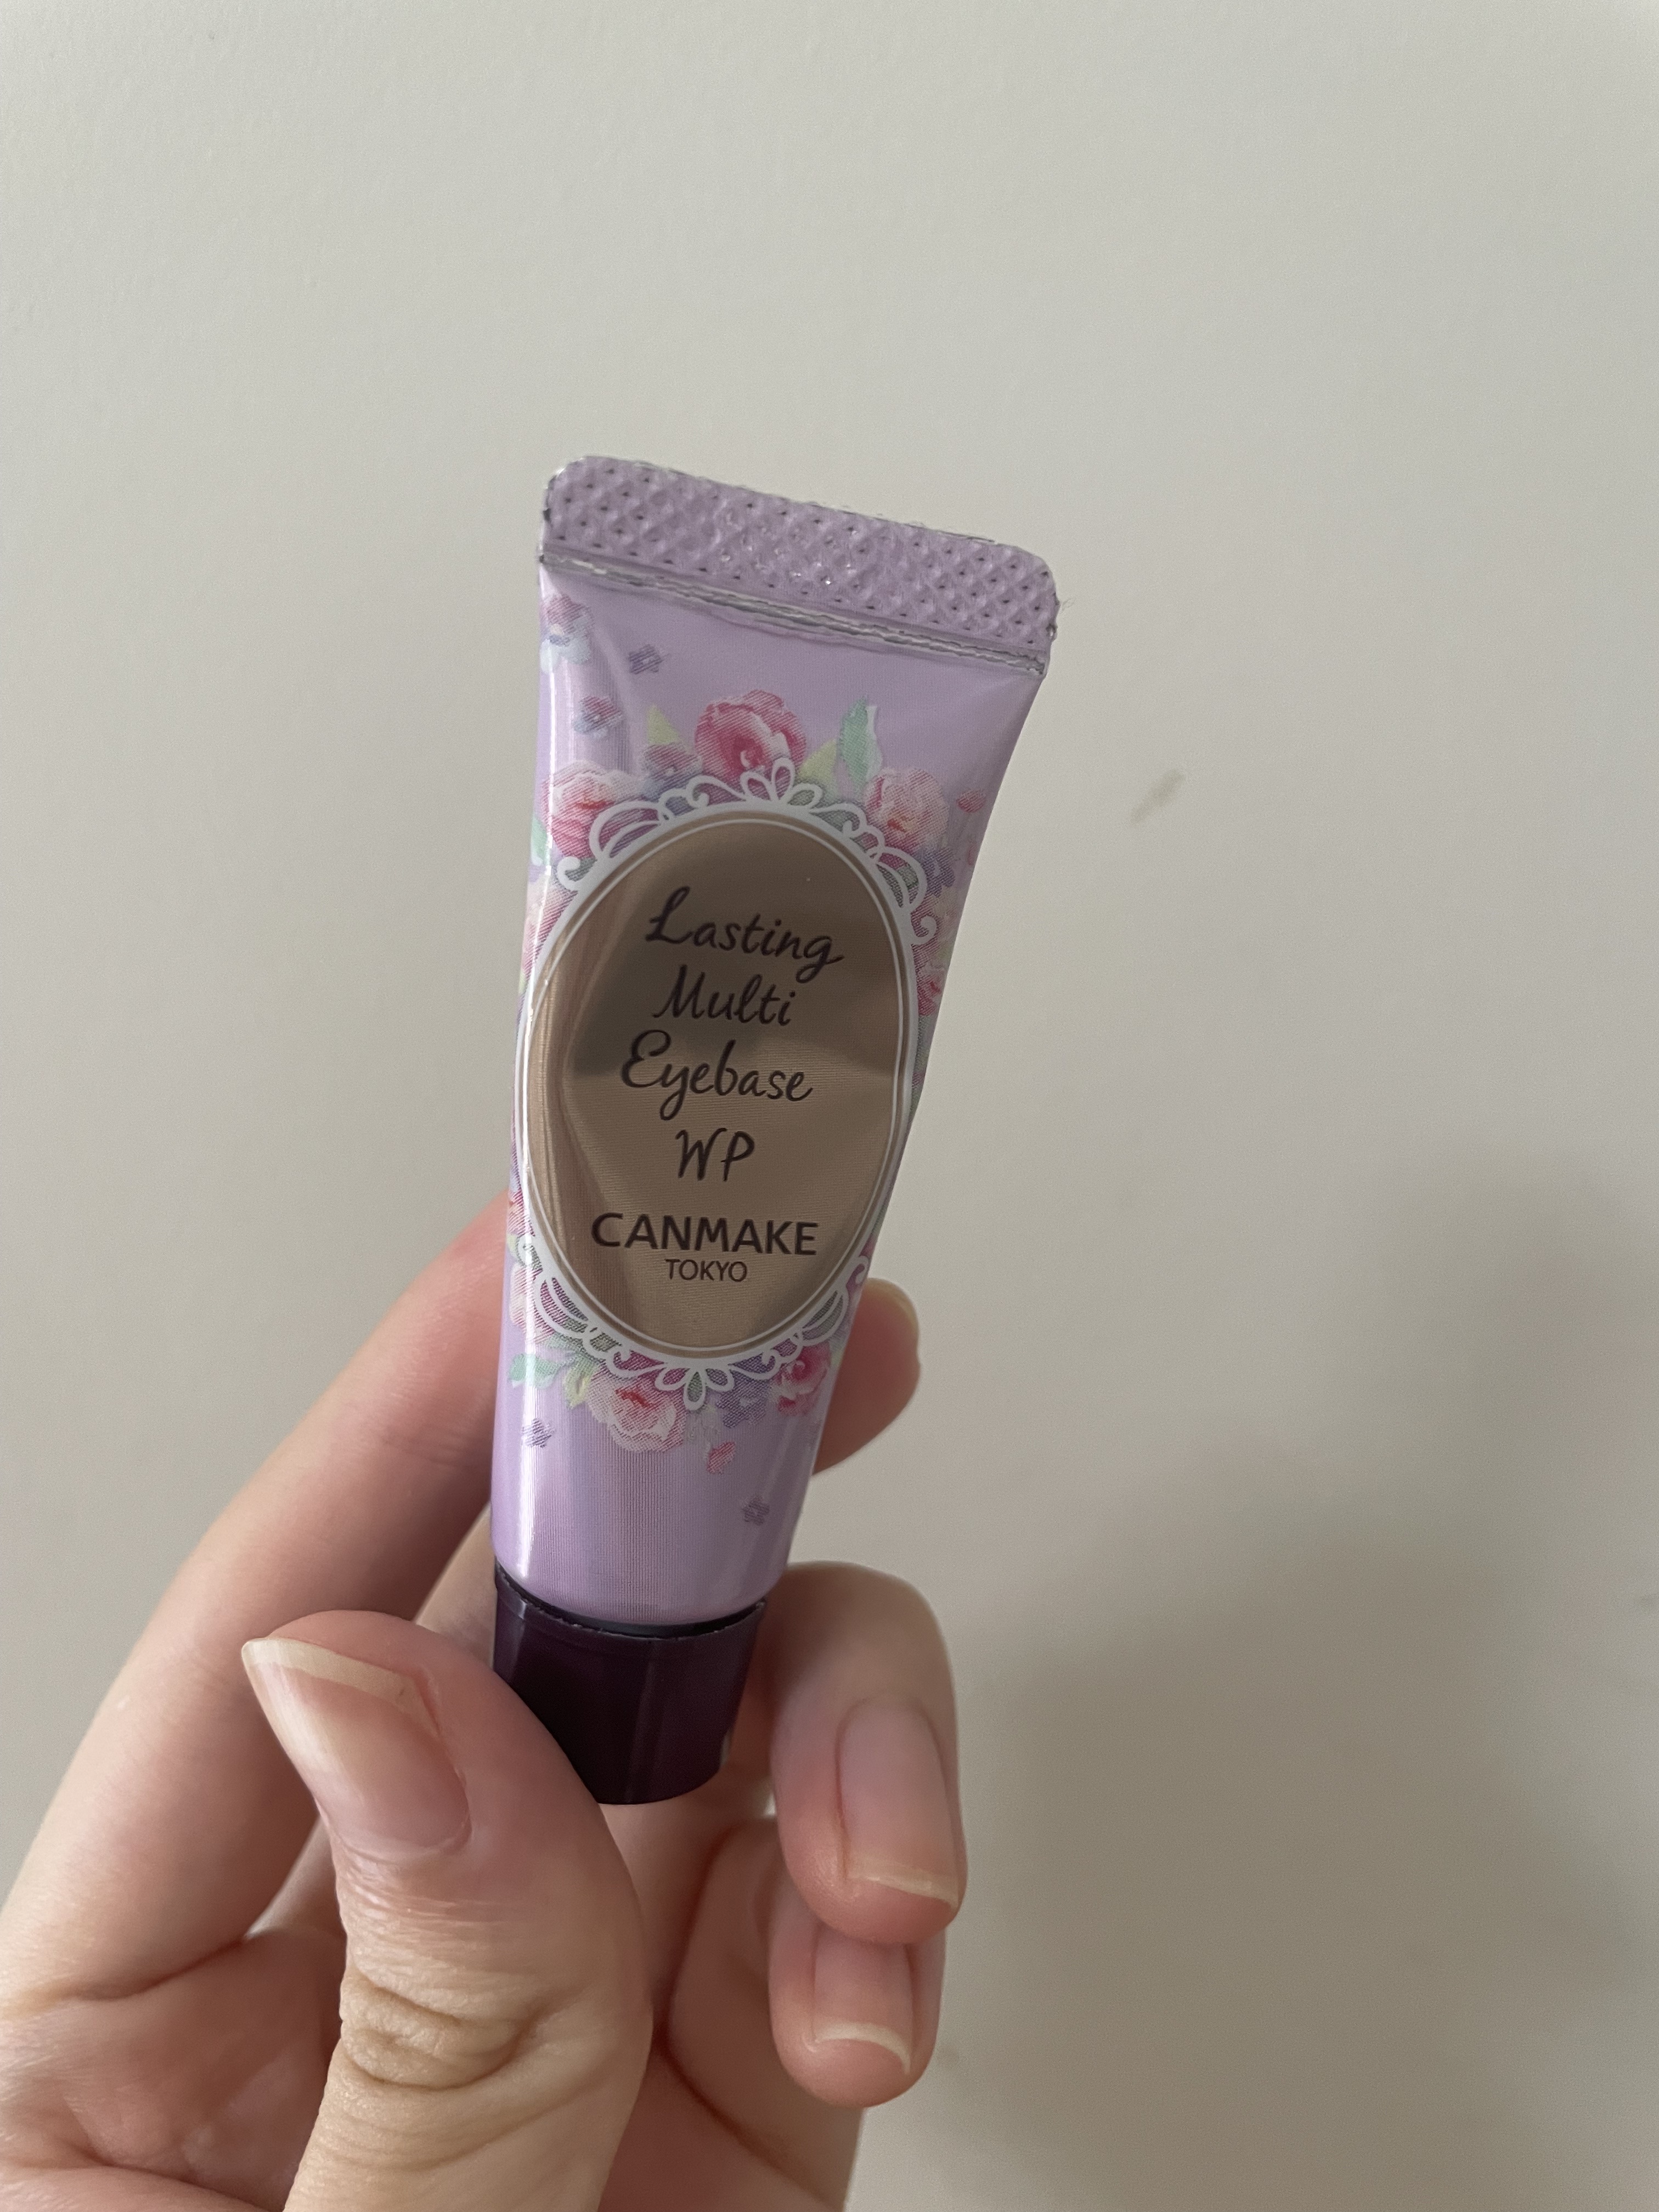 Lasting
Multi
Eyebase
WP
CANMAKE
TOKYO